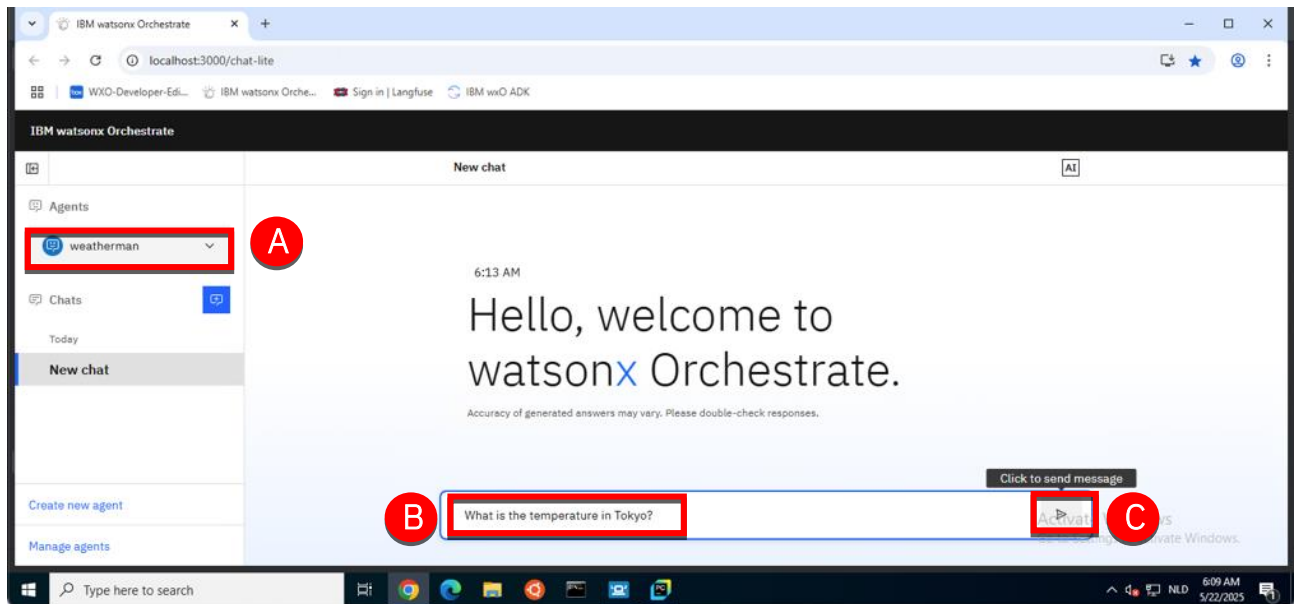 IBM watsonx Orchestrate
localhost:3000/chat-lite
WXO-Developer-Edi... IBM watsonx Orche... Sign in | Langfuse IBM wxO ADK
IBM watsonx Orchestrate
New chat
AI
Agents
weatherman
A
6:13 AM
Chats
Hello, welcome to
Today
watsonx Orchestrate.
New chat
Accuracy of generated answers may vary. Please double-check responses.
Click to send message
Create new agent
B
What is the temperature in Tokyo?
C
Manage agents
Type here to search
NLD
6:09 AM
5/22/2025